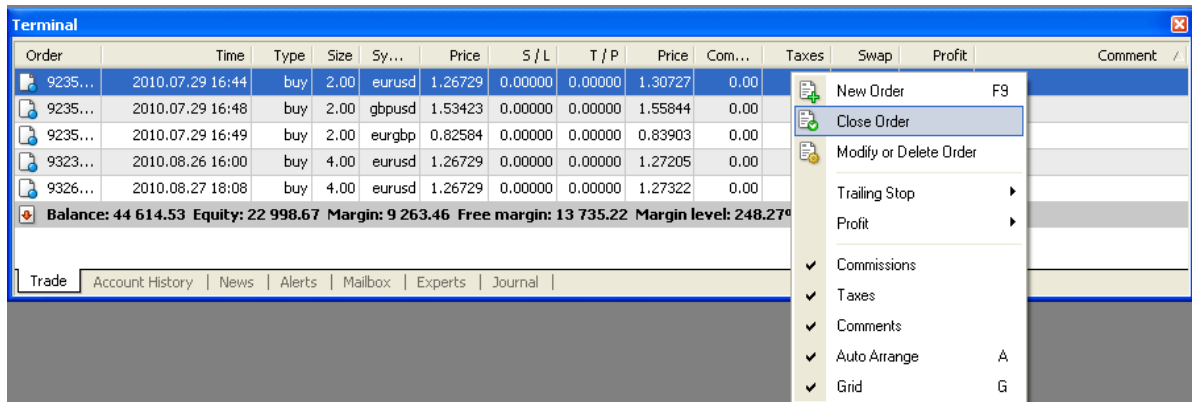 Terminal
Order Time Type Size Sy... Price S / L T / P Price Com... Taxes Swap Profit Comment
9235... 2010.07.29 16:44 buy 2.00 eurusd 1.26729 0.00000 0.00000 1.30727 0.00
9235... 2010.07.29 16:48 buy 2.00 gbpusd 1.53423 0.00000 0.00000 1.55844 0.00
9235... 2010.07.29 16:49 buy 2.00 eurgbp 0.82584 0.00000 0.00000 0.83903 0.00
9323... 2010.08.26 16:00 buy 4.00 eurusd 1.26729 0.00000 0.00000 1.27205 0.00
9326... 2010.08.27 18:08 buy 4.00 eurusd 1.26729 0.00000 0.00000 1.27322 0.00
Balance: 44 614.53 Equity: 22 998.67 Margin: 9 263.46 Free margin: 13 735.22 Margin level: 248.27%
Trade | Account History | News | Alerts | Mailbox | Experts | Journal |
New Order F9
Close Order
Modify or Delete Order
Trailing Stop
Profit
Commissions
Taxes
Comments
Auto Arrange A
Grid G